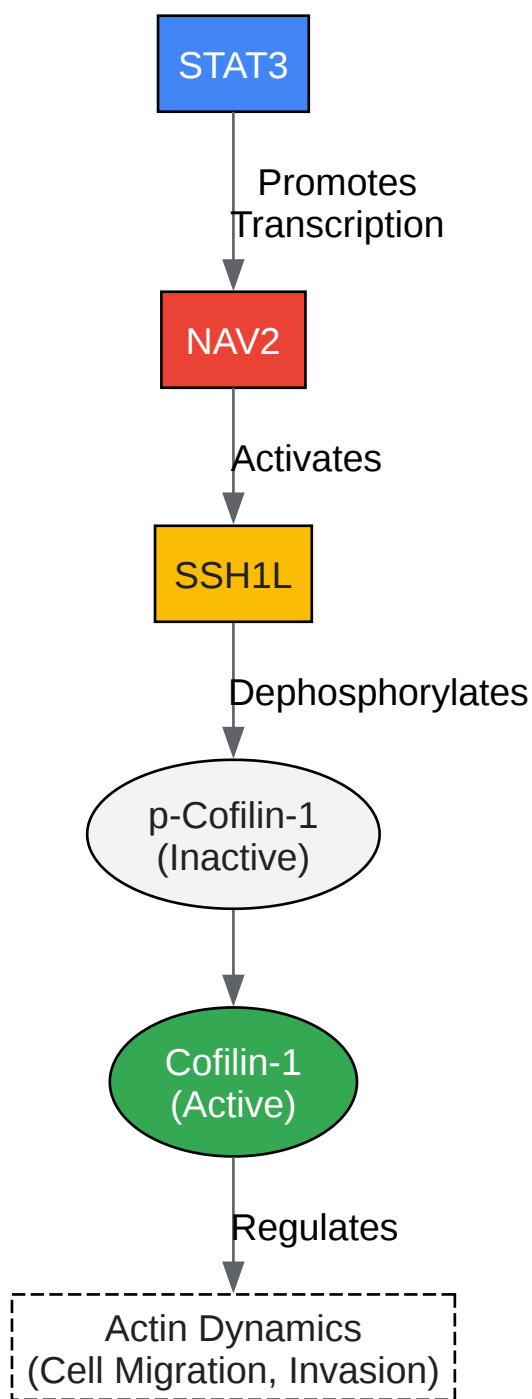 STAT3
Promotes
Transcription
NAV2
Activates
SSH1L
Dephosphorylates
p-Cofilin-1
(Inactive)
Cofilin-1
(Active)
Regulates
Actin Dynamics
(Cell Migration, Invasion)